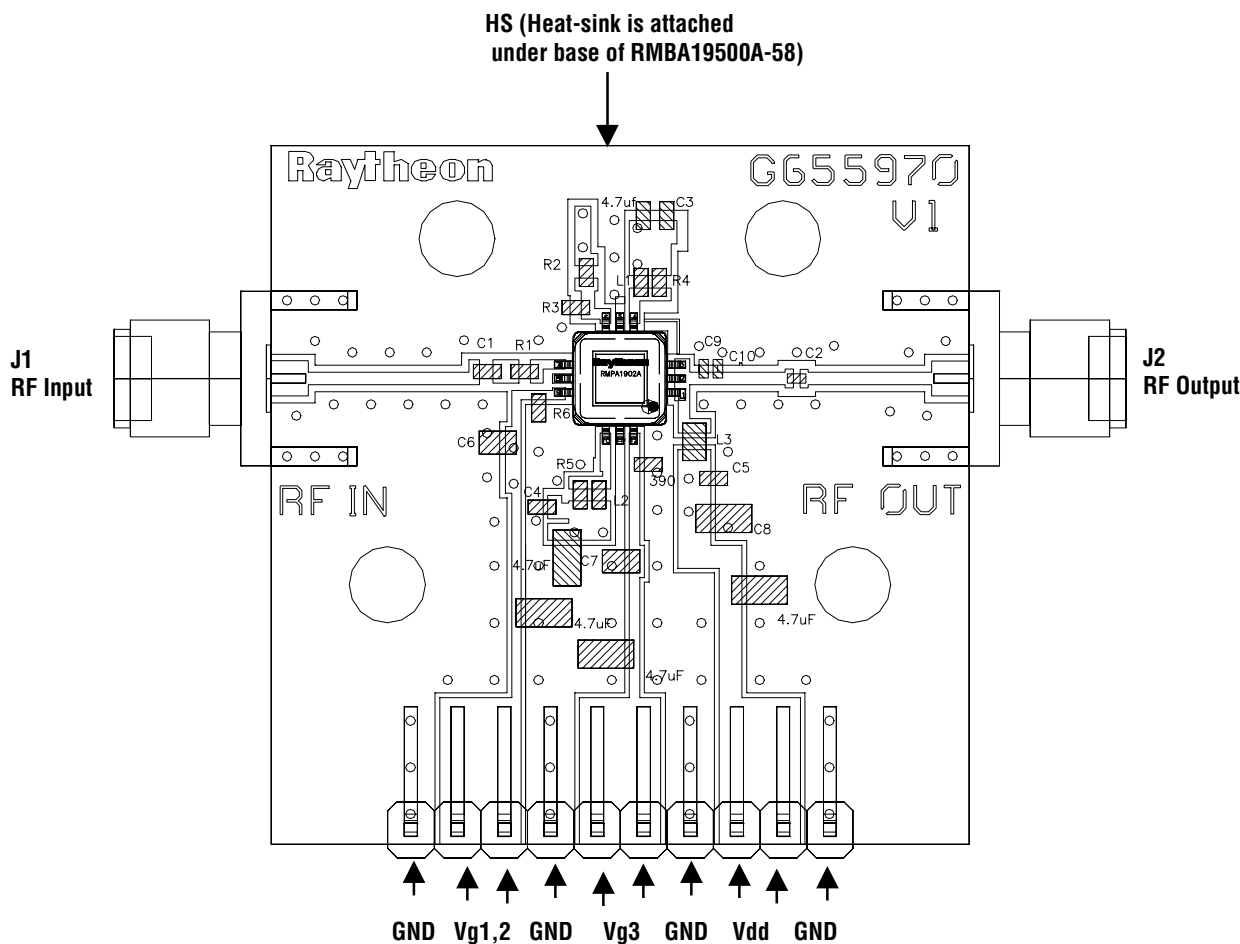 HS (Heat-sink is attached
under base of RMBA19500A-58)
Raytheon
G655970
V1
4.7uf
C3
R2
L1
R4
R3
J1
RF Input
C1
R1
Raytheon
RMPA1902A
C9
C10
C2
J2
RF Output
R6
C6
L3
R5
390
C5
RF IN
C4
L2
RF OUT
C8
4.7uF
C7
4.7uF
4.7uF
4.7uF
GND Vg1,2 GND Vg3 GND Vdd GND